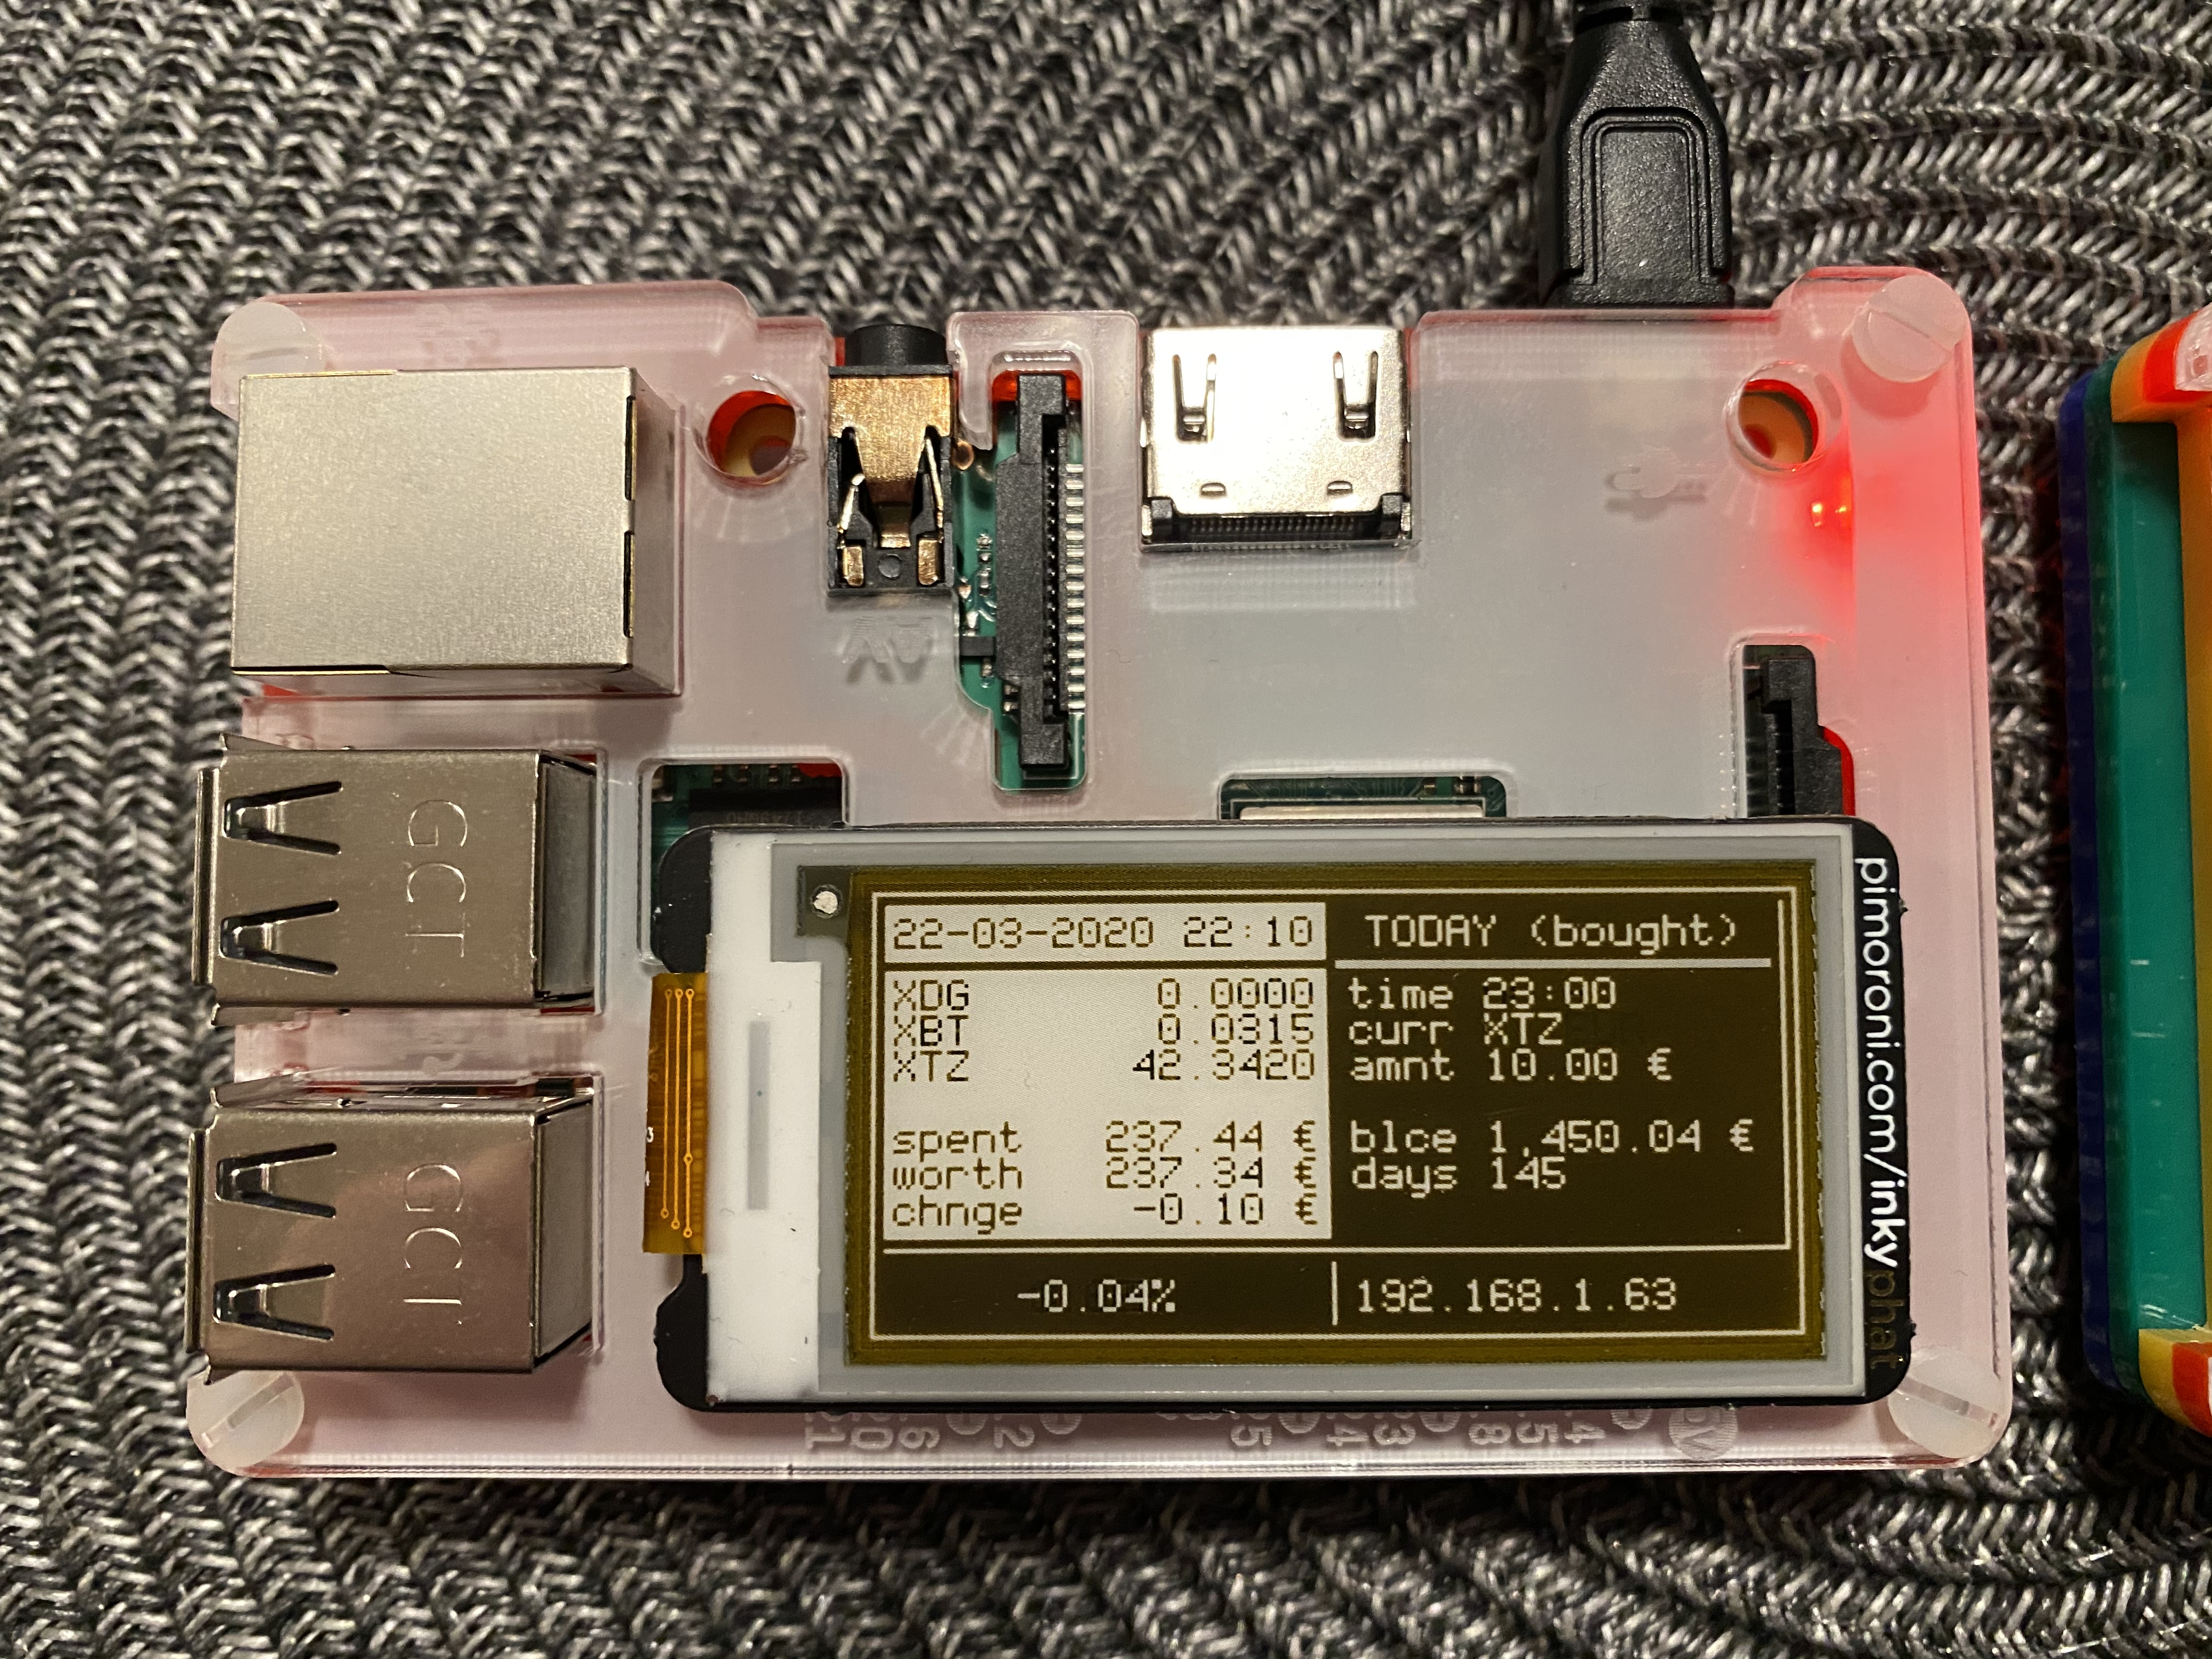 22-03-2020 22:10
XDG 0.0000
XBT 0.0315
XTZ 42.3420
spent 237.44 €
worth 237.34 €
chnge -0.10 €
-0.04%
TODAY (bought)
time 23:00
curr XTZ
amnt 10.00 €
blce 1,450.04 €
days 145
192.168.1.63
pimoroni.com/inkyphat
GCT
GCT